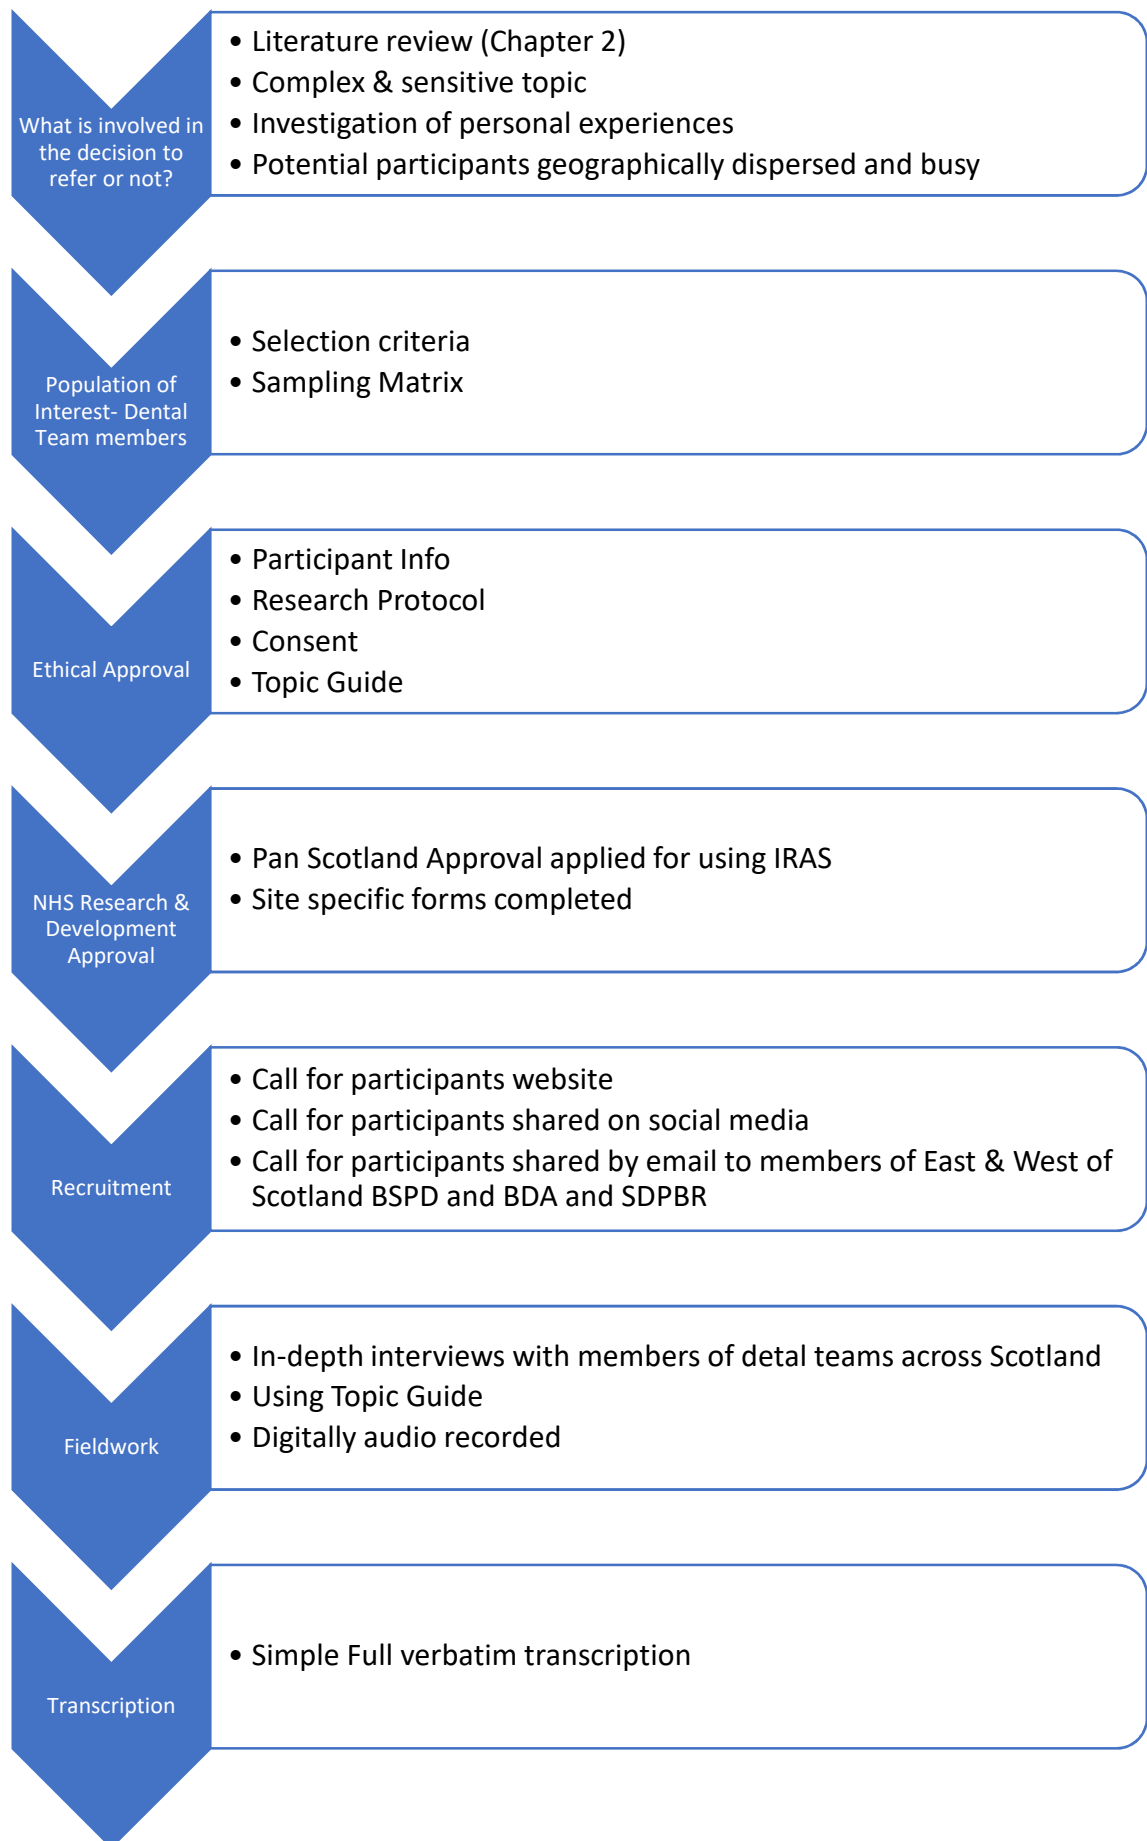 What is involved in
the decision to
refer or not?
• Literature review (Chapter 2)
• Complex & sensitive topic
• Investigation of personal experiences
• Potential participants geographically dispersed and busy
Population of
Interest- Dental
Team members
• Selection criteria
• Sampling Matrix
Ethical Approval
• Participant Info
• Research Protocol
• Consent
• Topic Guide
NHS Research &
Development
Approval
• Pan Scotland Approval applied for using IRAS
• Site specific forms completed
Recruitment
• Call for participants website
• Call for participants shared on social media
• Call for participants shared by email to members of East & West of
Scotland BSPD and BDA and SDPBR
Fieldwork
• In-depth interviews with members of detal teams across Scotland
• Using Topic Guide
• Digitally audio recorded
Transcription
• Simple Full verbatim transcription